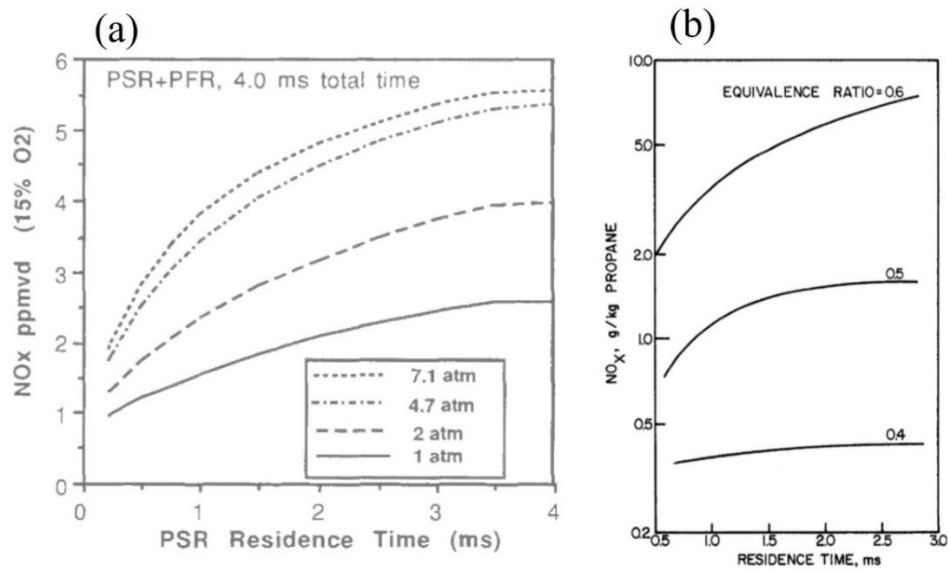 (a)
PSR+PFR, 4.0 ms total time
NOx ppmvd (15% O2)
6
5
4
3
2
1
0
7.1 atm
4.7 atm
2 atm
1 atm
0 1 2 3 4
PSR Residence Time (ms)
(b)
EQUIVALENCE RATIO=0.6
0.5
0.4
NOX, g/kg PROPANE
10.0
5.0
2.0
1.0
0.5
0.2
0.5 1.0 1.5 2.0 2.5 3.0
RESIDENCE TIME, ms